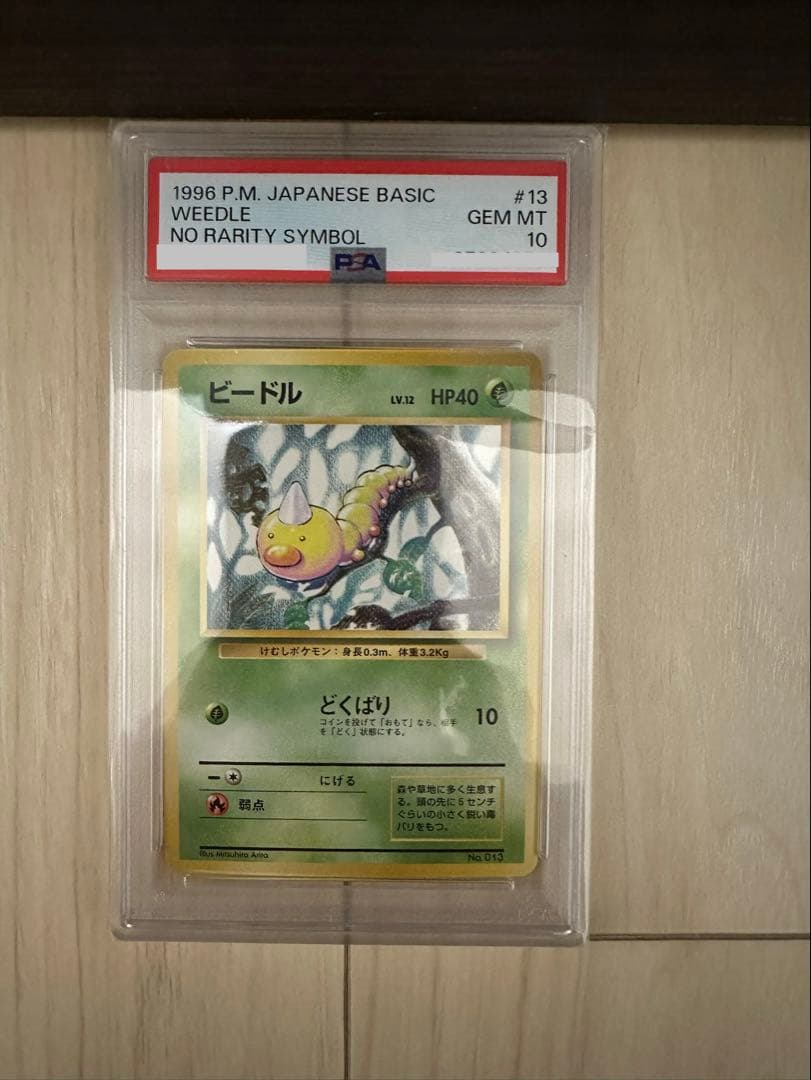 1996 P.M. JAPANESE BASIC #13
WEEDLE GEM MT
NO RARITY SYMBOL 10
PSA
ビードル LV.12 HP40
けむしポケモン：身長0.3m、体重3.2Kg
どくばり 10
コインを投げて「おもて」なら、相手
を「どく」状態にする。
にげる
弱点
森や草地に多く生息す
る。頭の先に５センチ
ぐらいの小さく鋭い毒
バリをもつ。
Illus. Mitsuhiro Arita No.013